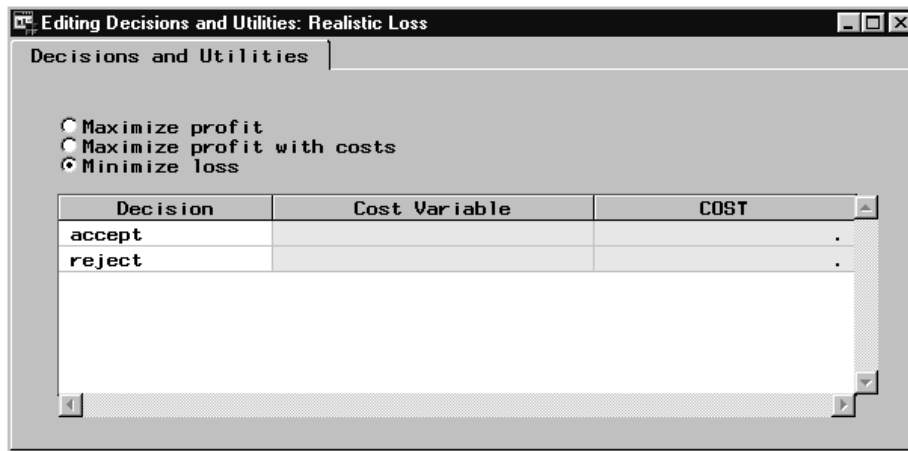 Editing Decisions and Utilities: Realistic Loss
Decisions and Utilities
Maximize profit
Maximize profit with costs
Minimize loss
Decision Cost Variable COST
accept .
reject .